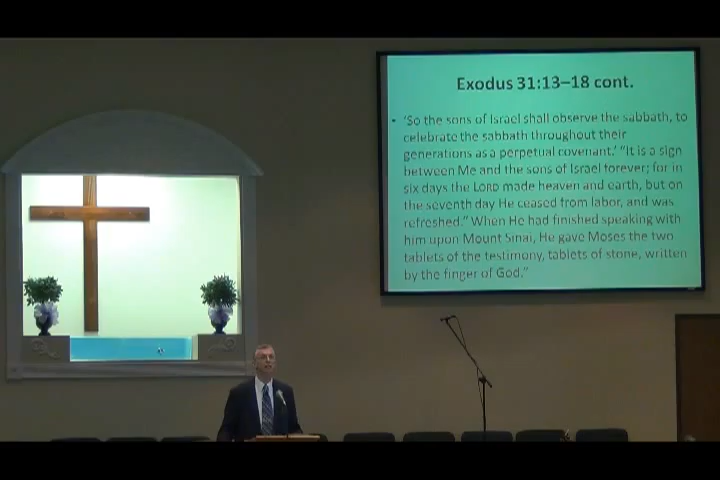 Exodus 31:13–18 cont.
• ‘So the sons of Israel shall observe the sabbath, to
celebrate the sabbath throughout their
generations as a perpetual covenant.’ “It is a sign
between Me and the sons of Israel forever; for in
six days the LORD made heaven and earth, but on
the seventh day He ceased from labor, and was
refreshed.” When He had finished speaking with
him upon Mount Sinai, He gave Moses the two
tablets of the testimony, tablets of stone, written
by the finger of God.”